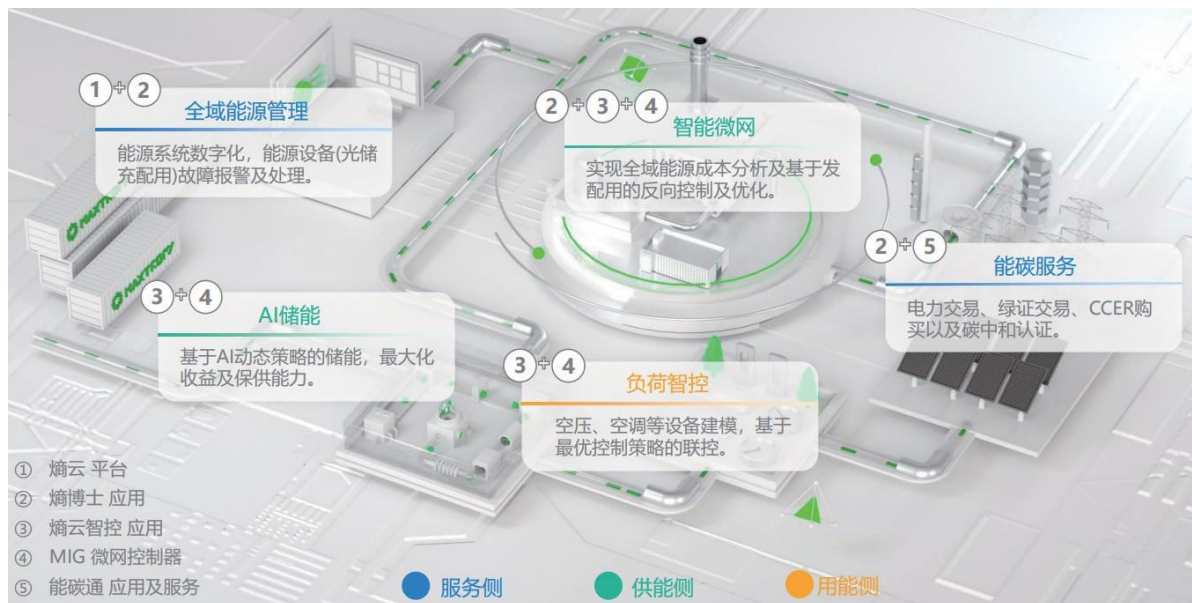 ①+②
全域能源管理
能源系统数字化，能源设备(光储
充配用)故障报警及处理。
②+③+④
智能微网
实现全域能源成本分析及基于发
配用的反向控制及优化。
②+⑤
能碳服务
电力交易、绿证交易、CCER购
买以及碳中和认证。
MAXTROPY
MAXTROPY
③+④
AI储能
基于AI动态策略的储能，最大化
收益及保供能力。
③+④
负荷智控
空压、空调等设备建模，基于
最优控制策略的联控。
① 熵云 平台
② 熵博士 应用
③ 熵云智控 应用
④ MIG 微网控制器
⑤ 能碳通 应用及服务
服务侧
供能侧
用能侧